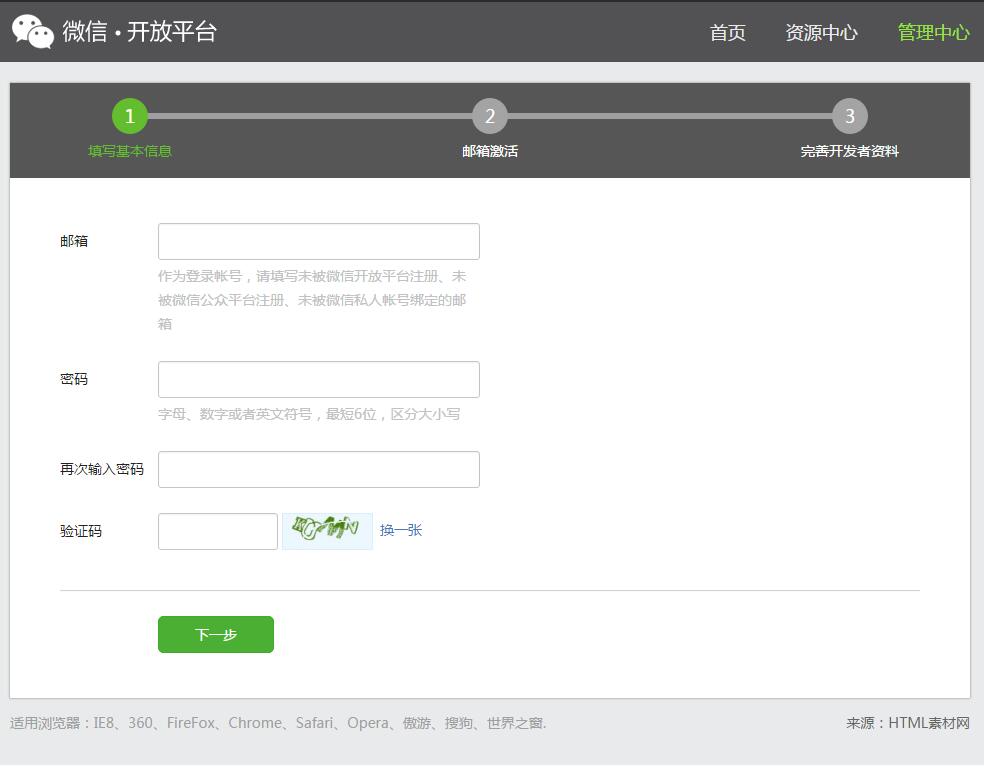 微信·开放平台
首页 资源中心 管理中心
1 2 3
填写基本信息 邮箱激活 完善开发者资料
邮箱
作为登录帐号，请填写未被微信开放平台注册、未
被微信公众平台注册、未被微信私人帐号绑定的邮
箱
密码
字母、数字或者英文符号，最短6位，区分大小写
再次输入密码
验证码 换一张
下一步
适用浏览器：IE8、360、FireFox、Chrome、Safari、Opera、傲游、搜狗、世界之窗.
来源：HTML素材网